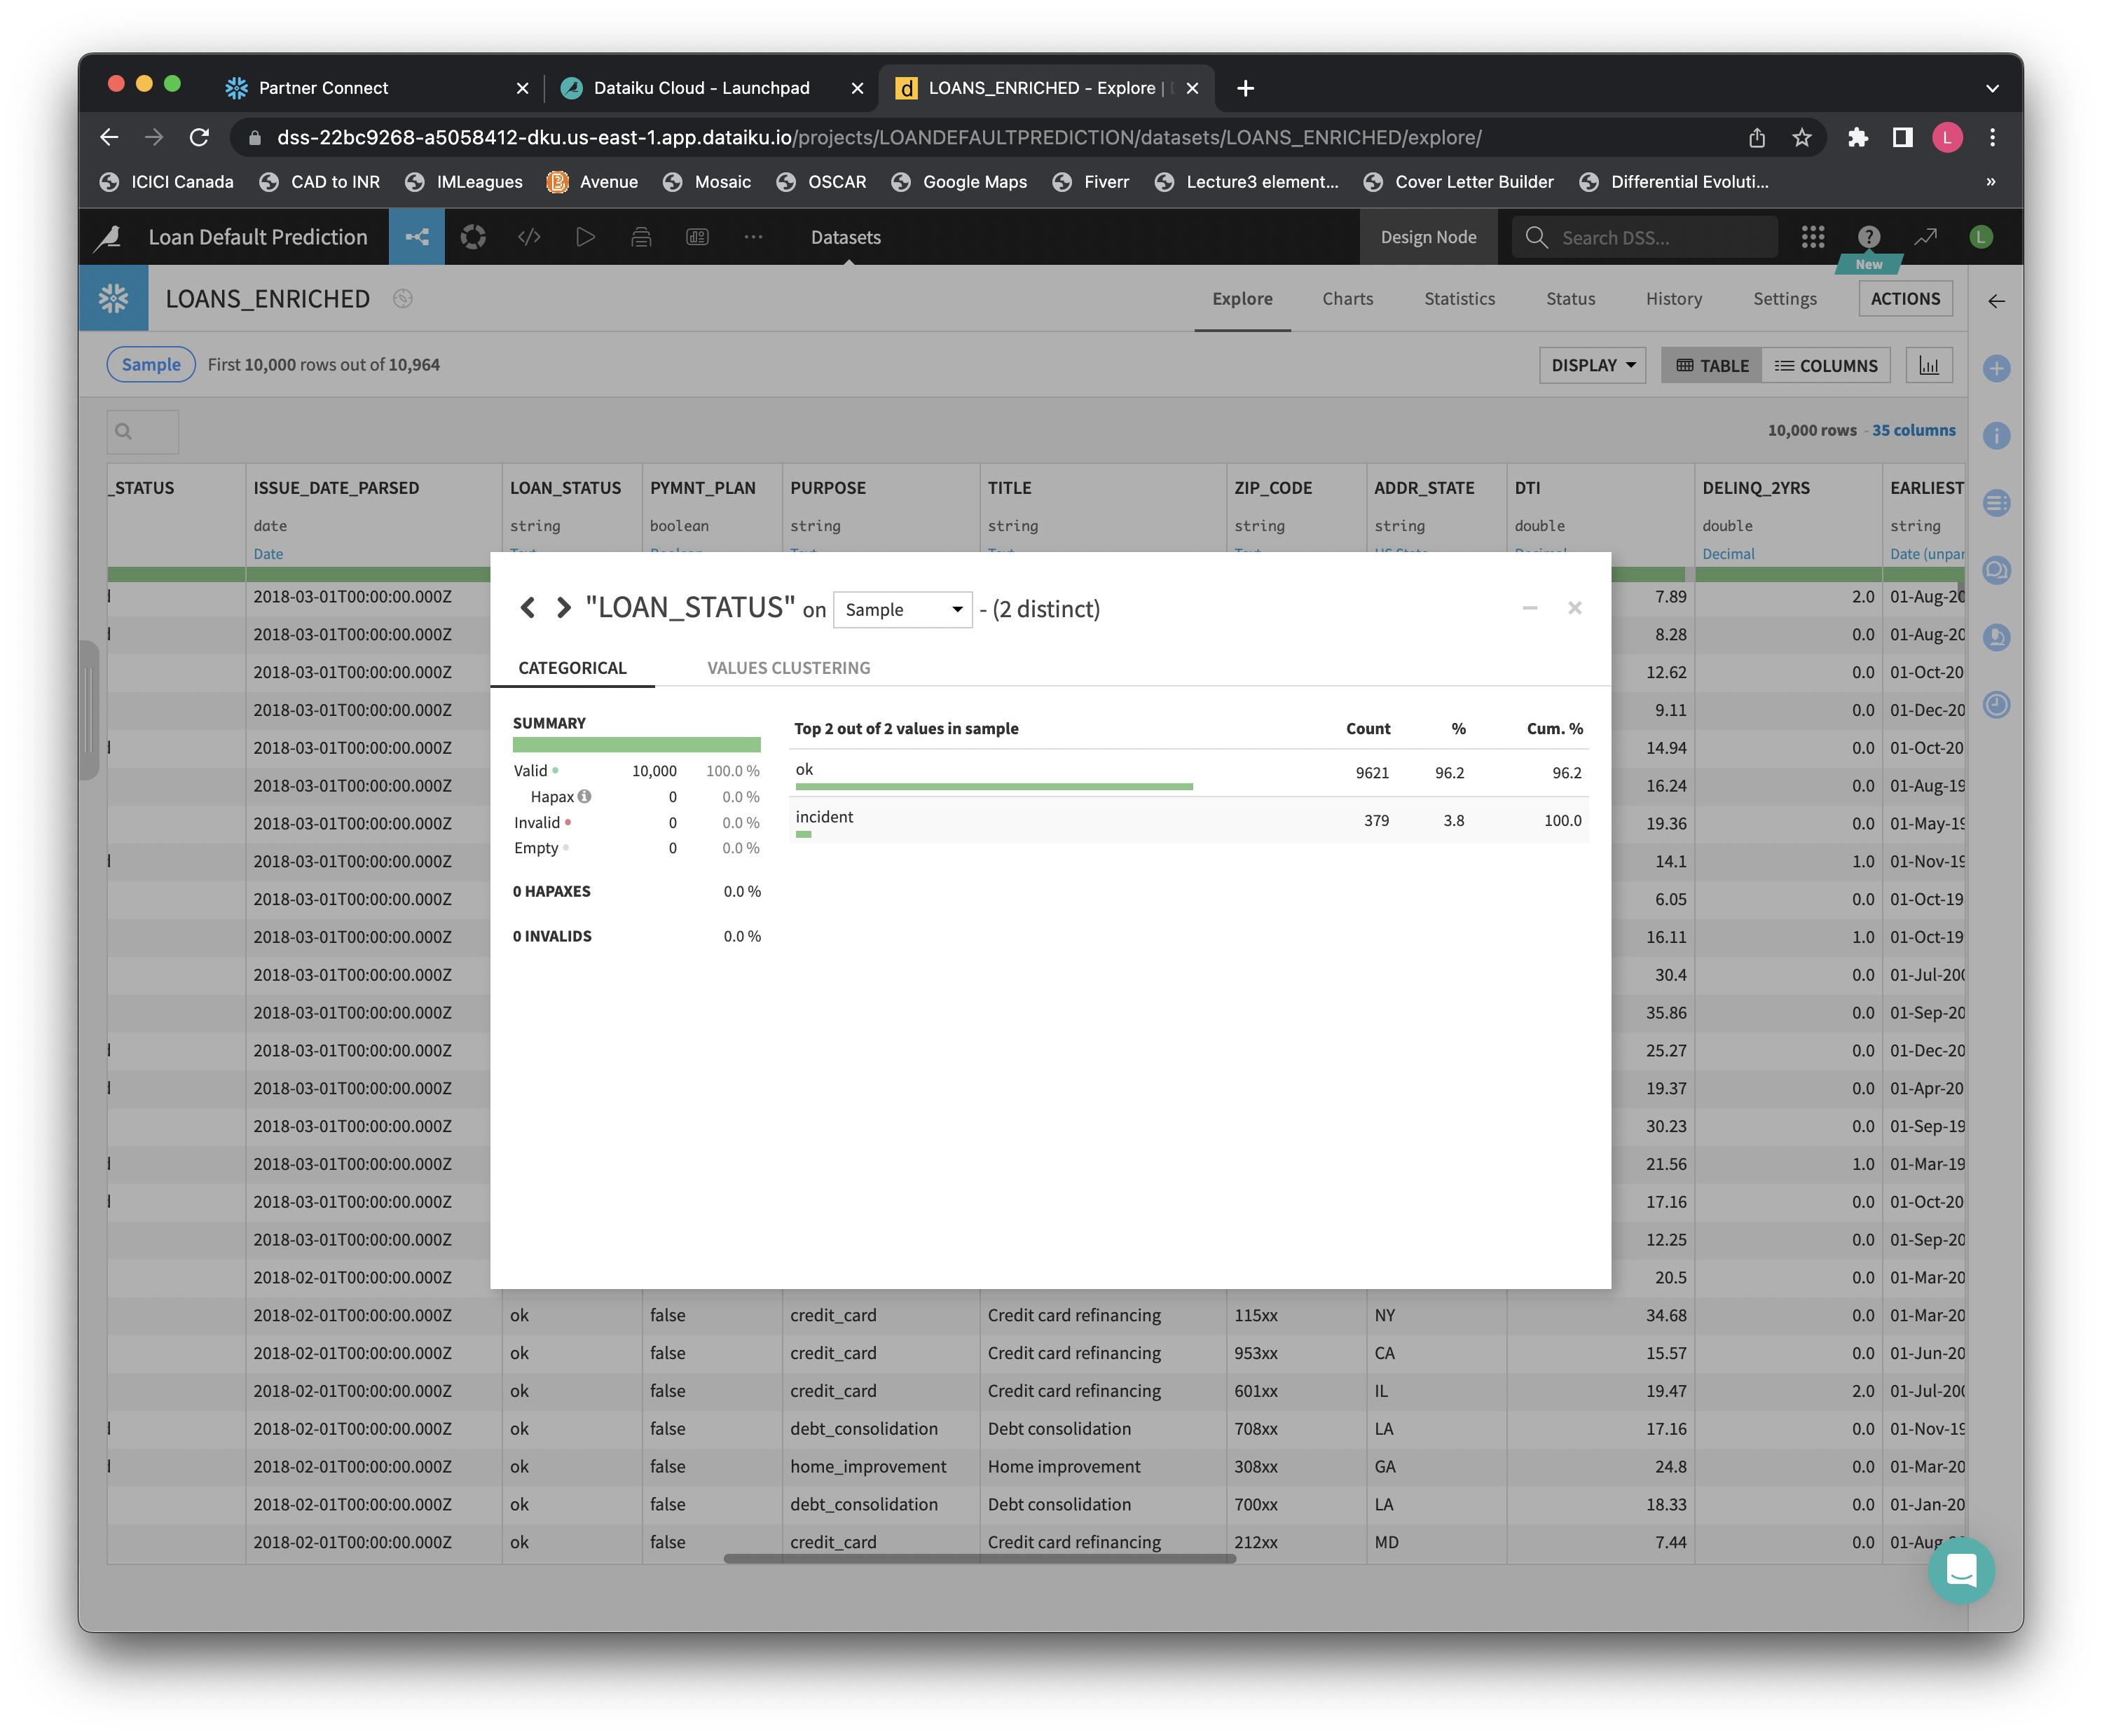 Partner Connect
Dataiku Cloud - Launchpad
LOANS_ENRICHED - Explore |
dss-22bc9268-a5058412-dku.us-east-1.app.dataiku.io/projects/LOANDEFAULTPREDICTION/datasets/LOANS_ENRICHED/explore/
L
ICICI Canada CAD to INR IMLeagues Avenue Mosaic OSCAR Google Maps Fiverr Lecture3 element... Cover Letter Builder Differential Evoluti... »
Loan Default Prediction ... Datasets Design Node Search DSS... ? L
New
LOANS_ENRICHED Explore Charts Statistics Status History Settings ACTIONS
Sample First 10,000 rows out of 10,964 DISPLAY TABLE COLUMNS
10,000 rows - 35 columns
_STATUS ISSUE_DATE_PARSED LOAN_STATUS PYMNT_PLAN PURPOSE TITLE ZIP_CODE ADDR_STATE DTI DELINQ_2YRS EARLIEST
date string boolean string string string string double double string
Date Decimal Date (unpar
"LOAN_STATUS" on Sample - (2 distinct)
CATEGORICAL VALUES CLUSTERING
SUMMARY
Valid 10,000 100.0 %
Hapax 0 0.0 %
Invalid 0 0.0 %
Empty 0 0.0 %
0 HAPAXES 0.0 %
0 INVALIDS 0.0 %
Top 2 out of 2 values in sample Count % Cum. %
ok 9621 96.2 96.2
incident 379 3.8 100.0
2018-03-01T00:00:00.000Z 7.89 2.0 01-Aug-20
2018-03-01T00:00:00.000Z 8.28 0.0 01-Aug-20
2018-03-01T00:00:00.000Z 12.62 0.0 01-Oct-20
2018-03-01T00:00:00.000Z 9.11 0.0 01-Dec-20
2018-03-01T00:00:00.000Z 14.94 0.0 01-Oct-20
2018-03-01T00:00:00.000Z 16.24 0.0 01-Aug-19
2018-03-01T00:00:00.000Z 19.36 0.0 01-May-19
2018-03-01T00:00:00.000Z 14.1 1.0 01-Nov-19
2018-03-01T00:00:00.000Z 6.05 0.0 01-Oct-19
2018-03-01T00:00:00.000Z 16.11 1.0 01-Oct-19
2018-03-01T00:00:00.000Z 30.4 0.0 01-Jul-200
2018-03-01T00:00:00.000Z 35.86 0.0 01-Sep-20
2018-03-01T00:00:00.000Z 25.27 0.0 01-Dec-20
2018-03-01T00:00:00.000Z 19.37 0.0 01-Apr-20
2018-03-01T00:00:00.000Z 30.23 0.0 01-Sep-19
2018-03-01T00:00:00.000Z 21.56 1.0 01-Mar-19
2018-03-01T00:00:00.000Z 17.16 0.0 01-Oct-20
2018-03-01T00:00:00.000Z 12.25 0.0 01-Sep-20
2018-02-01T00:00:00.000Z 20.5 0.0 01-Mar-20
2018-02-01T00:00:00.000Z ok false credit_card Credit card refinancing 115xx NY 34.68 0.0 01-Mar-20
2018-02-01T00:00:00.000Z ok false credit_card Credit card refinancing 953xx CA 15.57 0.0 01-Jun-20
2018-02-01T00:00:00.000Z ok false credit_card Credit card refinancing 601xx IL 19.47 2.0 01-Jul-200
2018-02-01T00:00:00.000Z ok false debt_consolidation Debt consolidation 708xx LA 17.16 0.0 01-Nov-19
2018-02-01T00:00:00.000Z ok false home_improvement Home improvement 308xx GA 24.8 0.0 01-Mar-20
2018-02-01T00:00:00.000Z ok false debt_consolidation Debt consolidation 700xx LA 18.33 0.0 01-Jan-20
2018-02-01T00:00:00.000Z ok false credit_card Credit card refinancing 212xx MD 7.44 0.0 01-Aug